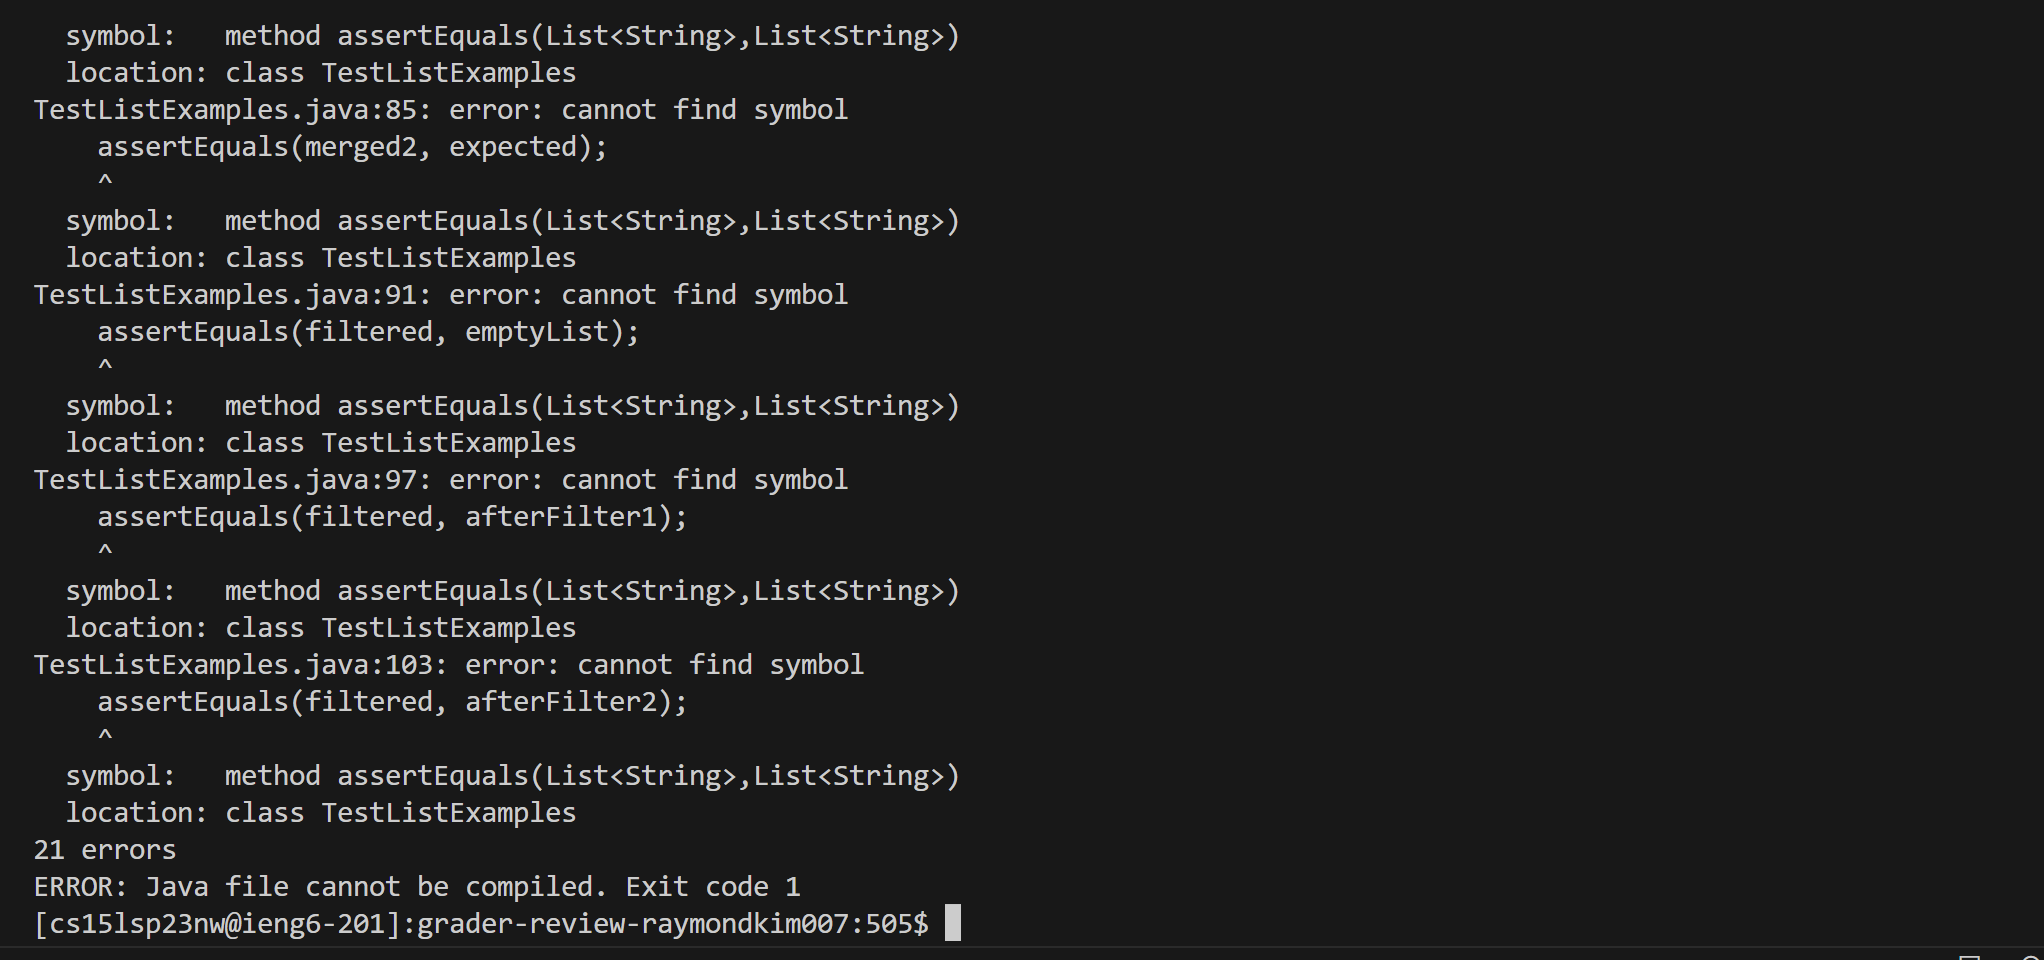 symbol:   method assertEquals(List<String>,List<String>)
  location: class TestListExamples
TestListExamples.java:85: error: cannot find symbol
    assertEquals(merged2, expected);
    ^
  symbol:   method assertEquals(List<String>,List<String>)
  location: class TestListExamples
TestListExamples.java:91: error: cannot find symbol
    assertEquals(filtered, emptyList);
    ^
  symbol:   method assertEquals(List<String>,List<String>)
  location: class TestListExamples
TestListExamples.java:97: error: cannot find symbol
    assertEquals(filtered, afterFilter1);
    ^
  symbol:   method assertEquals(List<String>,List<String>)
  location: class TestListExamples
TestListExamples.java:103: error: cannot find symbol
    assertEquals(filtered, afterFilter2);
    ^
  symbol:   method assertEquals(List<String>,List<String>)
  location: class TestListExamples
21 errors
ERROR: Java file cannot be compiled. Exit code 1
[cs15lsp23nw@ieng6-201]:grader-review-raymondkim007:505$